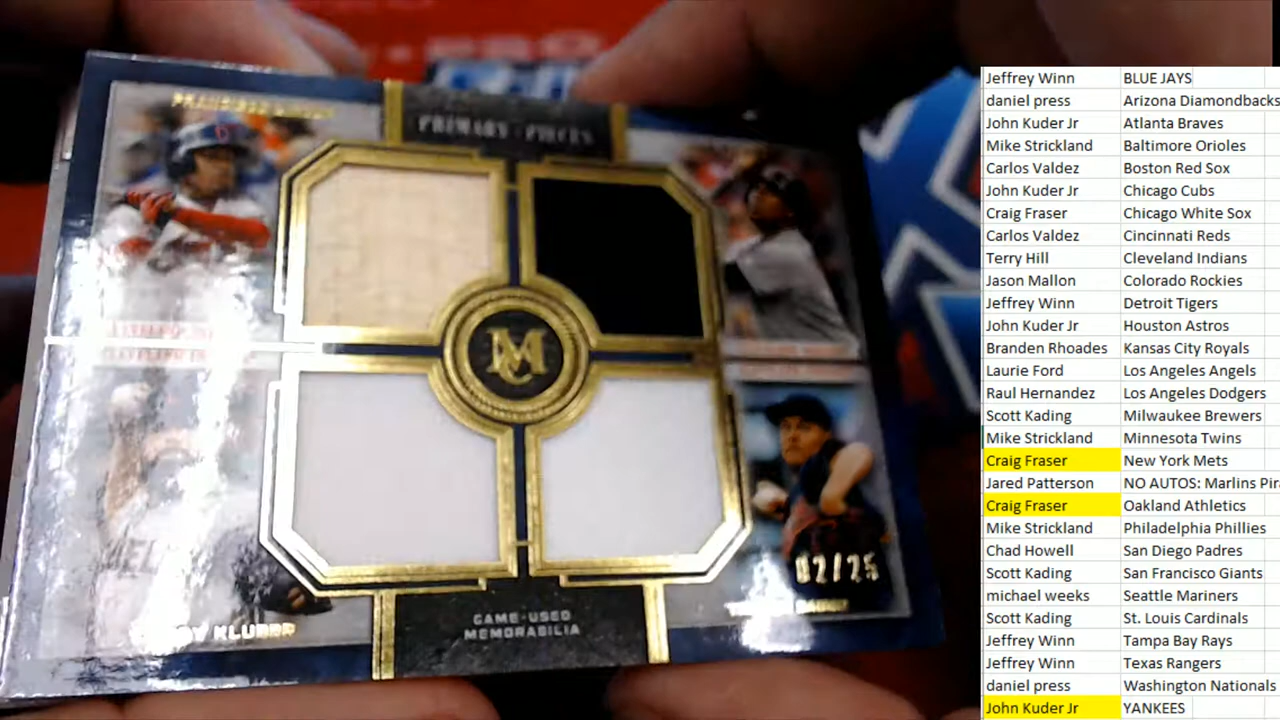 PRIMARY PIECES
MC
KLUBER
02/25
GAME-USED
MEMORABILIA
Jeffrey Winn BLUE JAYS
daniel press Arizona Diamondbacks
John Kuder Jr Atlanta Braves
Mike Strickland Baltimore Orioles
Carlos Valdez Boston Red Sox
John Kuder Jr Chicago Cubs
Craig Fraser Chicago White Sox
Carlos Valdez Cincinnati Reds
Terry Hill Cleveland Indians
Jason Mallon Colorado Rockies
Jeffrey Winn Detroit Tigers
John Kuder Jr Houston Astros
Branden Rhoades Kansas City Royals
Laurie Ford Los Angeles Angels
Raul Hernandez Los Angeles Dodgers
Scott Kading Milwaukee Brewers
Mike Strickland Minnesota Twins
Craig Fraser New York Mets
Jared Patterson NO AUTOS: Marlins Pir
Craig Fraser Oakland Athletics
Mike Strickland Philadelphia Phillies
Chad Howell San Diego Padres
Scott Kading San Francisco Giants
michael weeks Seattle Mariners
Scott Kading St. Louis Cardinals
Jeffrey Winn Tampa Bay Rays
Jeffrey Winn Texas Rangers
daniel press Washington Nationals
John Kuder Jr YANKEES